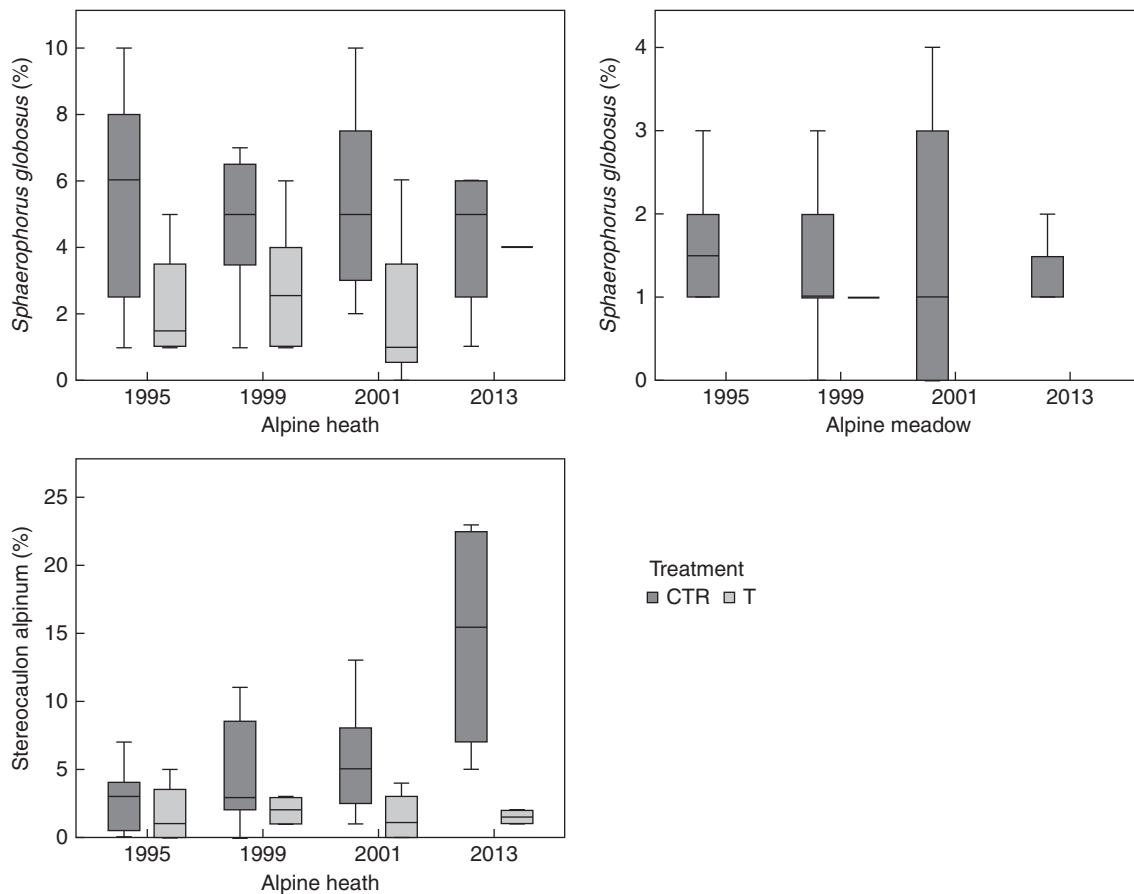 Sphaerophorus globosus (%)
10
8
6
4
2
0
1995 1999 2001 2013
Alpine heath
Sphaerophorus globosus (%)
4
3
2
1
0
1995 1999 2001 2013
Alpine meadow
Stereocaulon alpinum (%)
25
20
15
10
5
0
1995 1999 2001 2013
Alpine heath
Treatment
CTR T